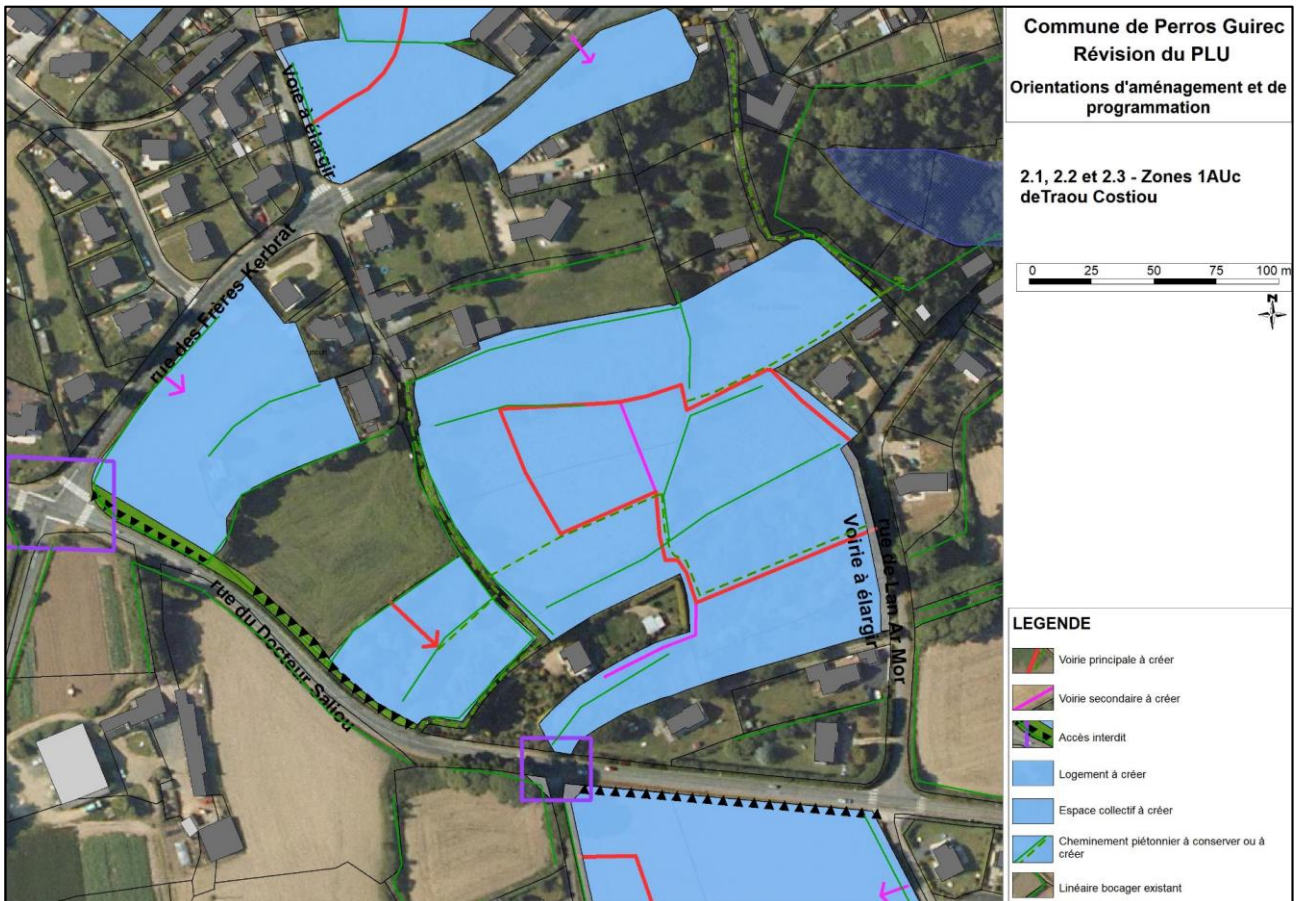 Commune de Perros Guirec
Révision du PLU
Orientations d'aménagement et de
programmation
2.1, 2.2 et 2.3 - Zones 1AUc
deTraou Costiou
0 25 50 75 100 m
N
Voie à élargir
rue des Frères Kerbrat
rue du Docteur Saliou
rue de Lan Ar Mor
Voirie à élargir
LEGENDE
Voirie principale à créer
Voirie secondaire à créer
Accès interdit
Logement à créer
Espace collectif à créer
Cheminement piétonnier à conserver ou à
créer
Linéaire bocager existant